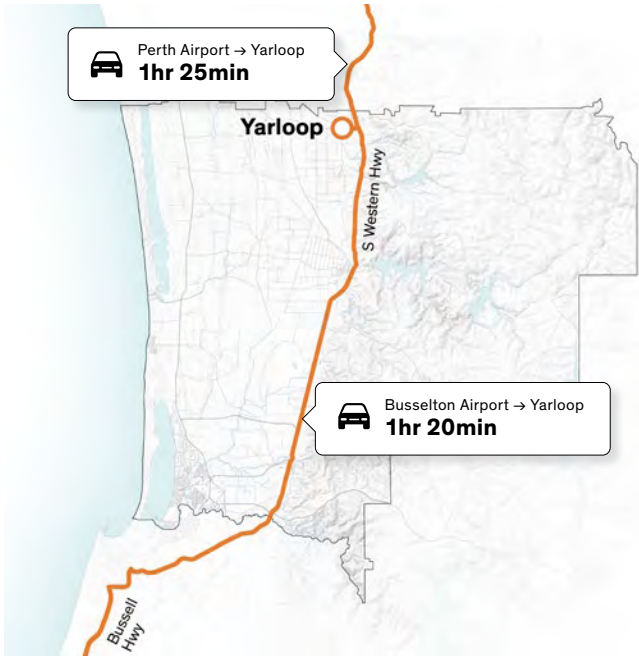 Perth Airport → Yarloop
1hr 25min
Yarloop
S Western Hwy
Busselton Airport → Yarloop
1hr 20min
Bussell
Hwy